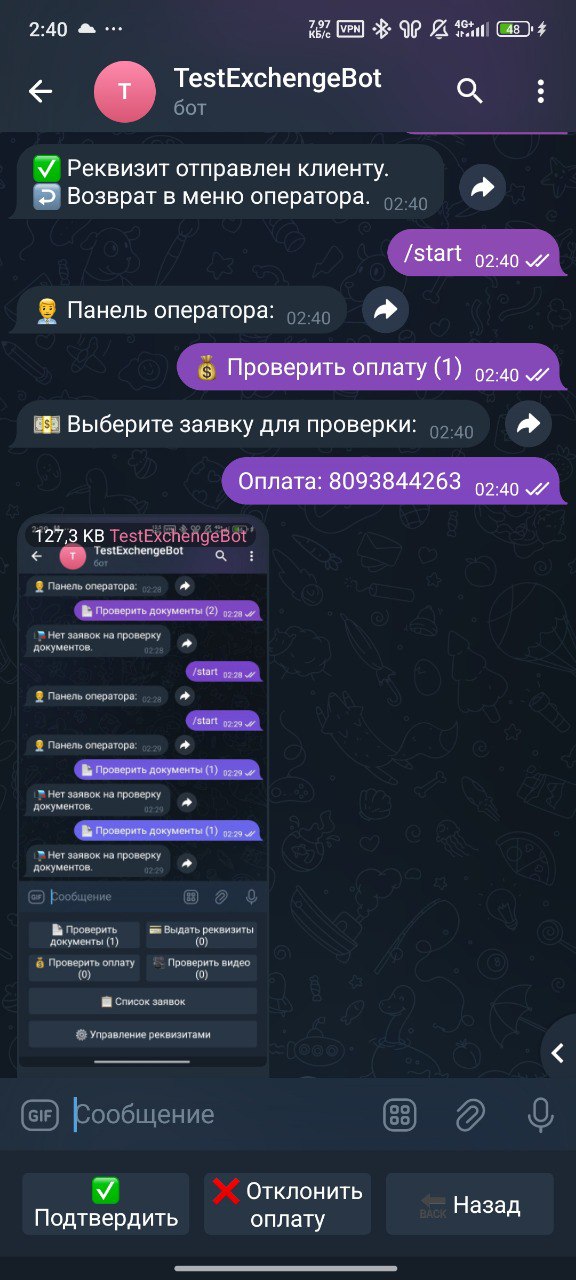 2:40
7,97
КБ/с
VPN
4G+
48
T
TestExchengeBot
бот
✅ Реквизит отправлен клиенту.
↩️ Возврат в меню оператора. 02:40
/start 02:40
👨‍💼 Панель оператора: 02:40
💰 Проверить оплату (1) 02:40
💵 Выберите заявку для проверки: 02:40
Оплата: 8093844263 02:40
127,3 KB TestExchengeBot
T
TestExchengeBot
бот
👨‍💼 Панель оператора: 02:28
📄 Проверить документы (2) 02:28
📭 Нет заявок на проверку
документов. 02:28
/start 02:28
👨‍💼 Панель оператора: 02:28
/start 02:29
👨‍💼 Панель оператора: 02:29
📄 Проверить документы (1) 02:29
📭 Нет заявок на проверку
документов. 02:29
📄 Проверить документы (1) 02:29
📭 Нет заявок на проверку
документов. 02:29
GIF Сообщение
📄 Проверить
документы (1)
💳 Выдать реквизиты
(0)
💰 Проверить оплату
(0)
Проверить видео
(0)
📋 Список заявок
⚙️ Управление реквизитами
GIF Сообщение
✅
Подтвердить
❌ Отклонить
оплату
🔙 Назад